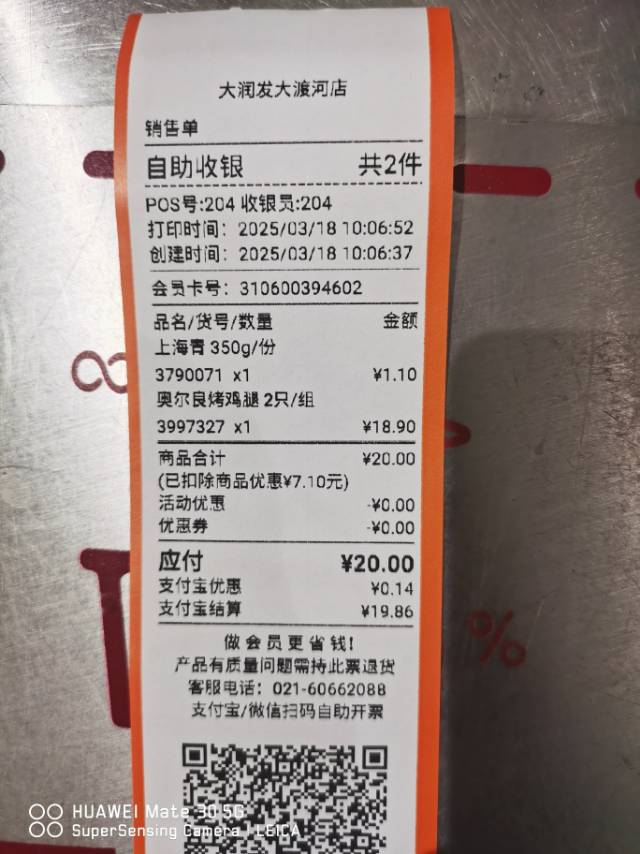 大润发大渡河店
销售单
自助收银 共2件
POS号:204 收银员:204
打印时间: 2025/03/18 10:06:52
创建时间: 2025/03/18 10:06:37
会员卡号: 310600394602
品名/货号/数量 金额
上海青 350g/份
3790071 x1 ¥1.10
奥尔良烤鸡腿 2只/组
3997327 x1 ¥18.90
商品合计 ¥20.00
(已扣除商品优惠¥7.10元)
活动优惠 -¥0.00
优惠券 -¥0.00
应付 ¥20.00
支付宝优惠 ¥0.14
支付宝结算 ¥19.86
做会员更省钱!
产品有质量问题需持此票退货
客服电话: 021-60662088
支付宝/微信扫码自助开票
%
HUAWEI Mate 30 5G
SuperSensing Camera | LEICA